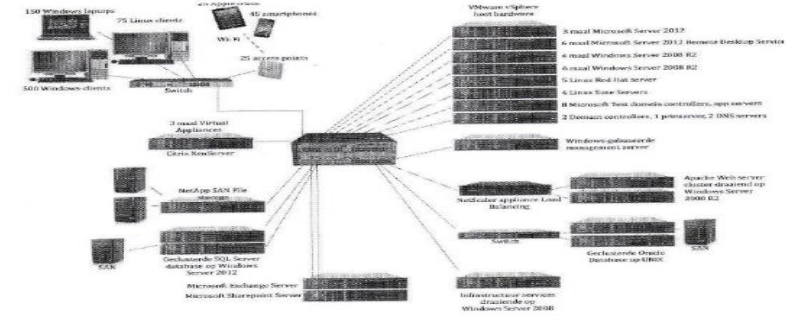 150 Windows laptops
75 Linux clients
45 smartphones
Wi-Fi
25 access points
500 Windows-clients
Switch
VMware vSphere
host hardware
3 maal Microsoft Server 2012
6 maal Microsoft Server 2012 Remote Desktop Service
4 maal Windows Server 2008 R2
6 maal Windows Server 2008 R2
5 Linux Red Hat server
4 Linux Suse Servers
8 Microsoft Test domain controllers, app servers
2 Domain controllers, 1 printserver, 2 DNS servers
3 maal Virtual
Appliances
Citrix XenServer
Windows-gebaseerde
management server
NetApp SAN File
storage
NetScaler appliance Load
Balancing
Apache Web server
cluster draaiend op
Windows Server
2008 R2
SAN
Geclusterde SQL Server
database op Windows
Server 2012
Switch
Geclusterde Oracle
Database op UNIX
SAN
Microsoft Exchange Server
Microsoft Sharepoint Server
Infrastructuur servers
draaiende op
Windows Server 2008